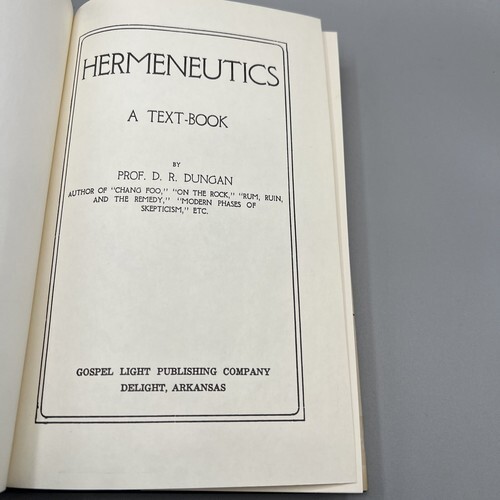 HERMENEUTICS
A TEXT-BOOK
BY
PROF. D. R. DUNGAN
AUTHOR OF "CHANG FOO," "ON THE ROCK," "RUM, RUIN,
AND THE REMEDY," "MODERN PHASES OF
SKEPTICISM," ETC.
GOSPEL LIGHT PUBLISHING COMPANY
DELIGHT, ARKANSAS